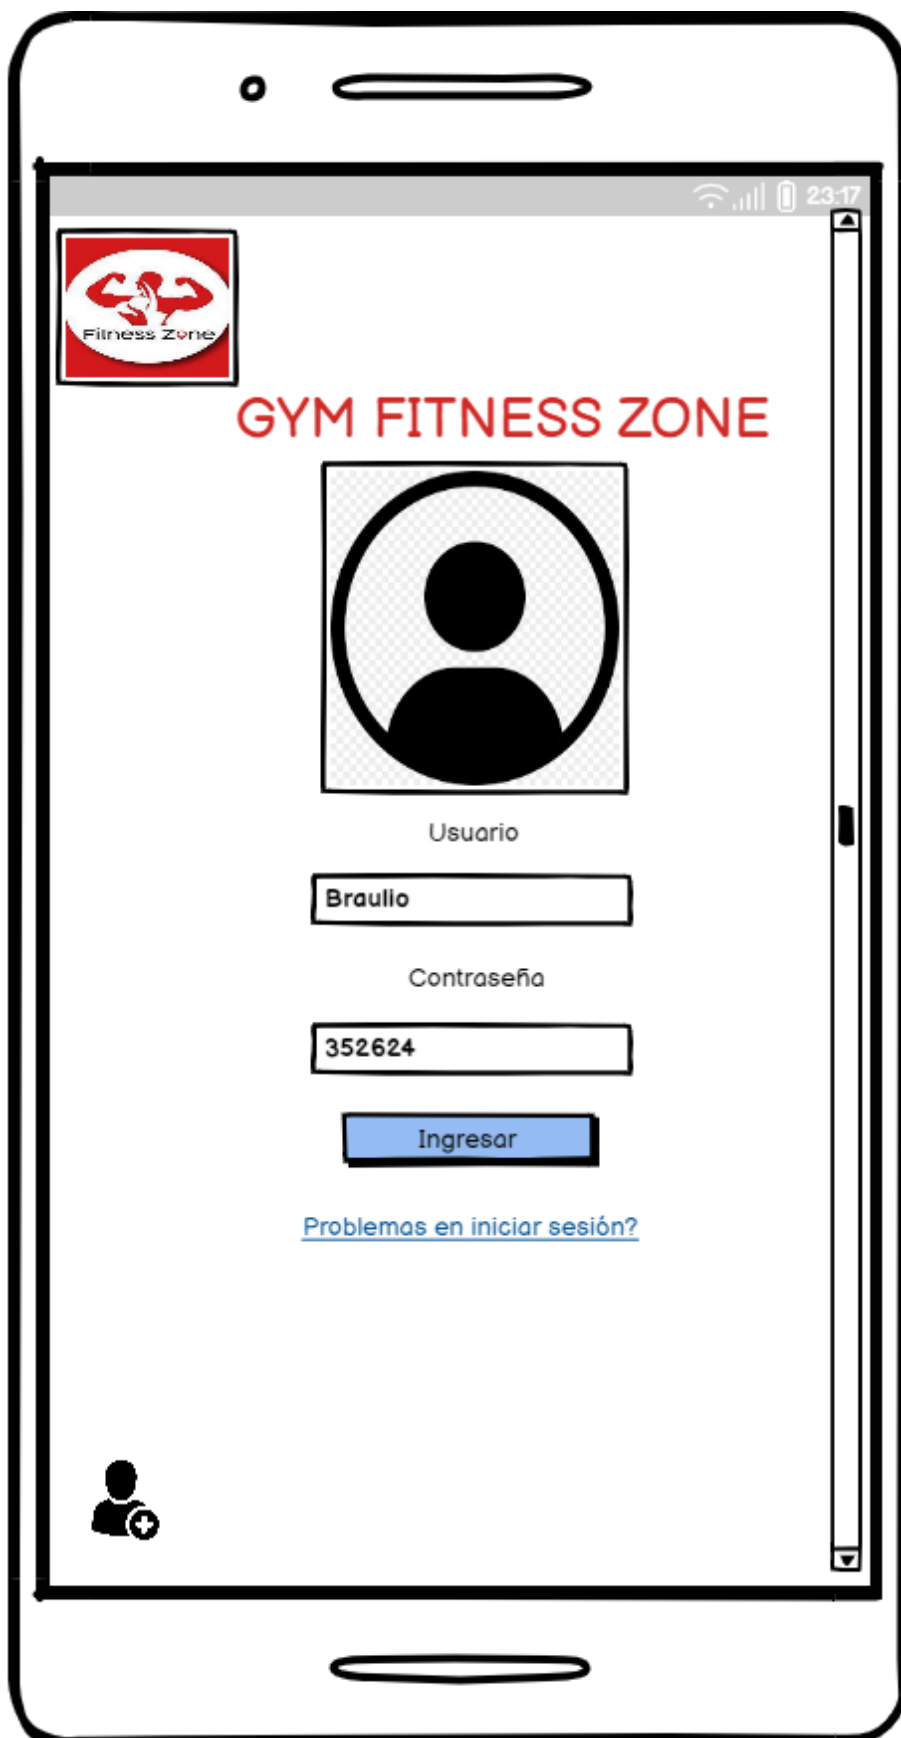 23:17
Fitness Zone
GYM FITNESS ZONE
Usuario
Braulio
Contraseña
352624
Ingresar
Problemas en iniciar sesión?